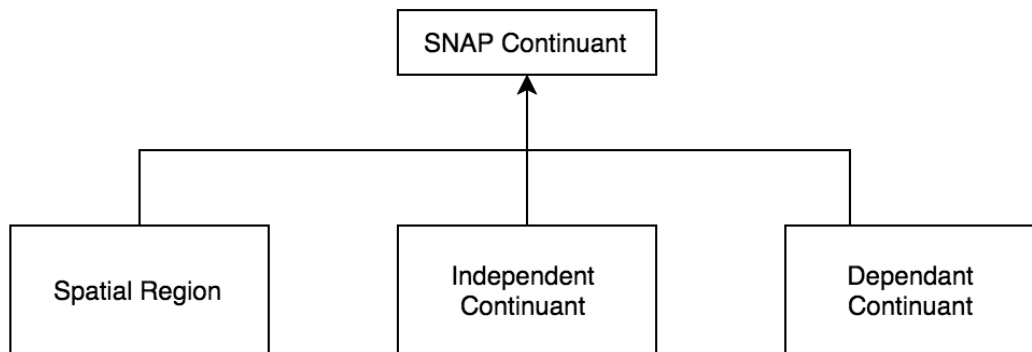 SNAP Continuant
Spatial Region
Independent
Continuant
Dependant
Continuant